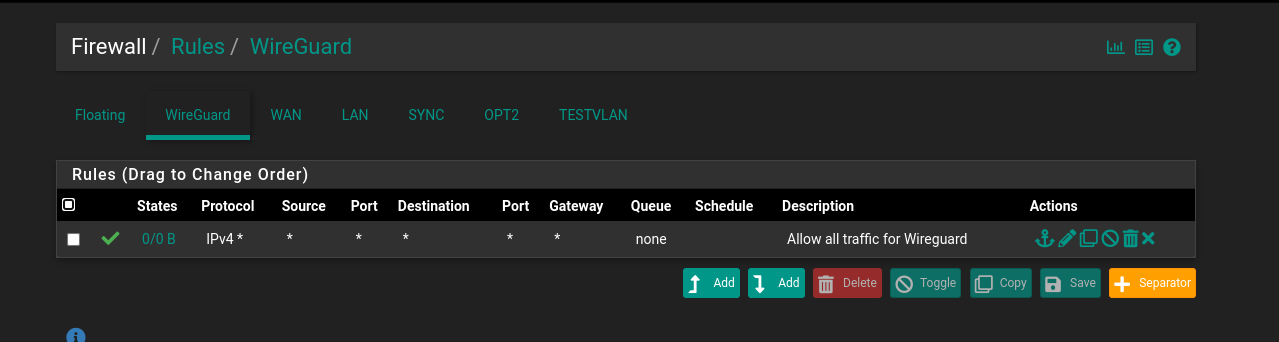 Firewall / Rules / WireGuard
Floating WireGuard WAN LAN SYNC OPT2 TESTVLAN
Rules (Drag to Change Order)
States Protocol Source Port Destination Port Gateway Queue Schedule Description Actions
0/0 B IPv4 * * * * * * none Allow all traffic for Wireguard
Add Add Delete Toggle Copy Save Separator